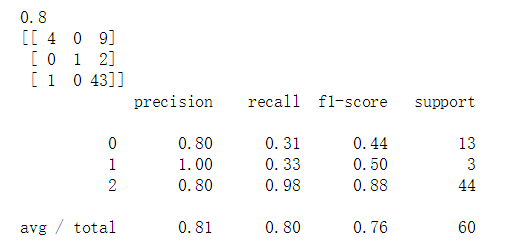 0.8
[[ 4 0 9]
[ 0 1 2]
[ 1 0 43]]
precision recall f1-score support
0 0.80 0.31 0.44 13
1 1.00 0.33 0.50 3
2 0.80 0.98 0.88 44
avg / total 0.81 0.80 0.76 60